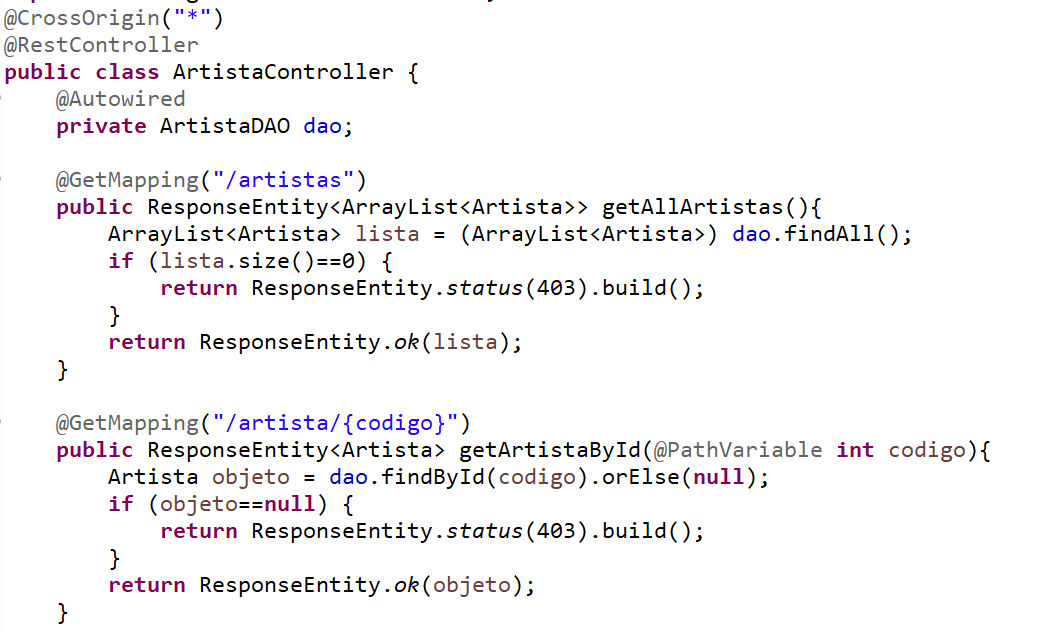 @CrossOrigin("*")
@RestController
public class ArtistaController {
@Autowired
private ArtistaDAO dao;
@GetMapping("/artistas")
public ResponseEntity<ArrayList<Artista>> getAllArtistas(){
ArrayList<Artista> lista = (ArrayList<Artista>) dao.findAll();
if (lista.size()==0) {
return ResponseEntity.status(403).build();
}
return ResponseEntity.ok(lista);
}
@GetMapping("/artista/{codigo}")
public ResponseEntity<Artista> getArtistaById(@PathVariable int codigo){
Artista objeto = dao.findById(codigo).orElse(null);
if (objeto==null) {
return ResponseEntity.status(403).build();
}
return ResponseEntity.ok(objeto);
}